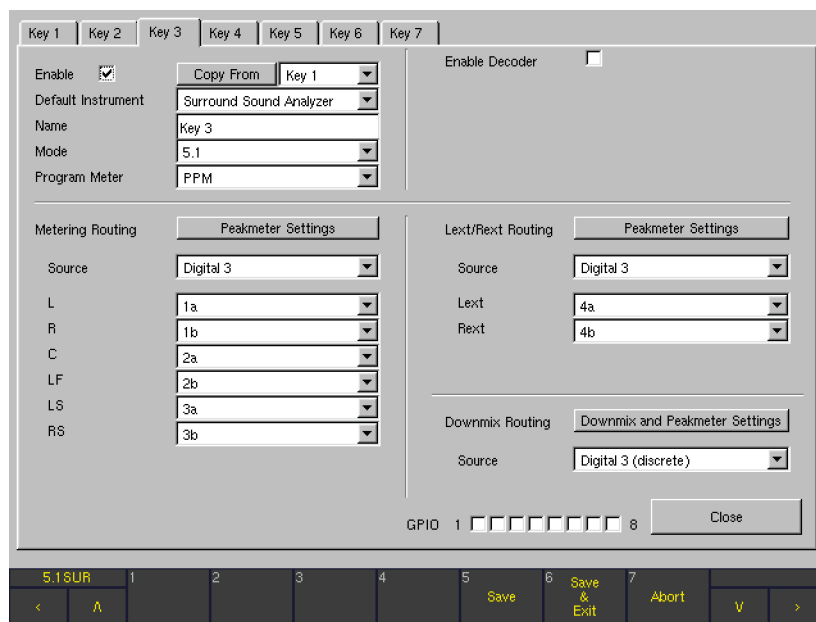 Key 1 Key 2 Key 3 Key 4 Key 5 Key 6 Key 7
Enable Copy From Key 1
Default Instrument Surround Sound Analyzer
Name Key 3
Mode 5.1
Program Meter PPM
Enable Decoder
Metering Routing Peakmeter Settings
Source Digital 3
L 1a
R 1b
C 2a
LF 2b
LS 3a
RS 3b
Lext/Rext Routing Peakmeter Settings
Source Digital 3
Lext 4a
Rext 4b
Downmix Routing Downmix and Peakmeter Settings
Source Digital 3 (discrete)
GPIO 1 8 Close
5.1SUR 1 2 3 4 5 Save 6 Save & Exit 7 Abort
< Λ V >